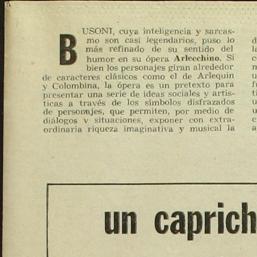 BUSONI, cuya inteligencia y sarcas-
mo son casi legendarios, puso lo
más refinado de su sentido del
humor en su ópera Arlecchino. Si
bien los personajes giran alrededor
de caracteres clásicos como el de Arlequín
y Colombina, la ópera es un pretexto para
presentar una serie de ideas sociales y artís-
ticas a través de los símbolos disfrazados
de personajes, que permiten, por medio de
diálogos y situaciones, exponer con extra-
ordinaria riqueza imaginativa y musical la
un caprich